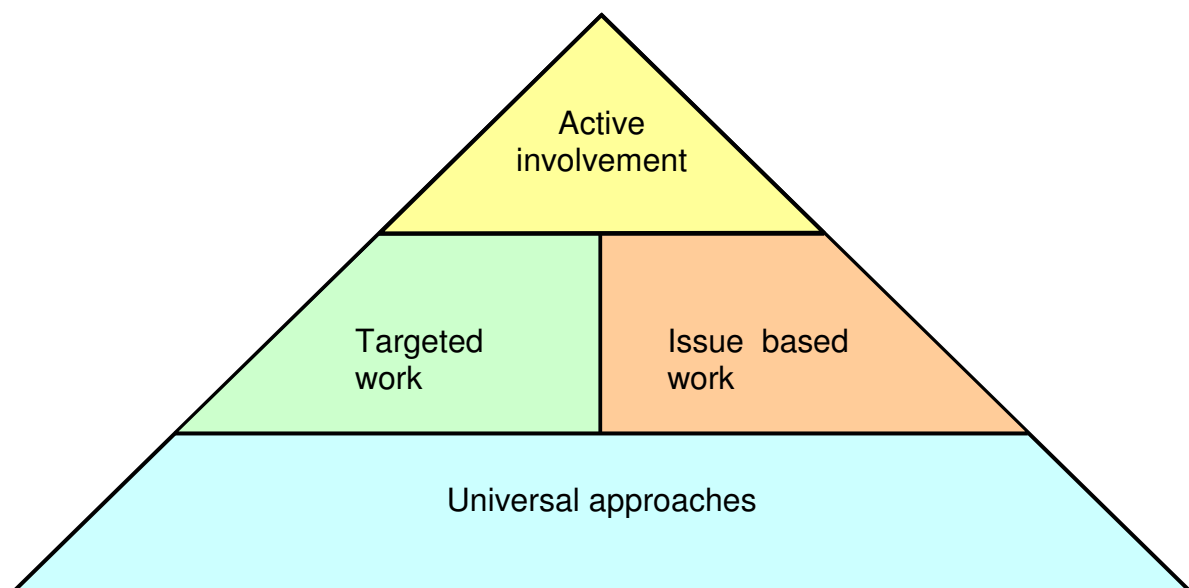 Active
involvement
Targeted
work
Issue  based
work
Universal approaches